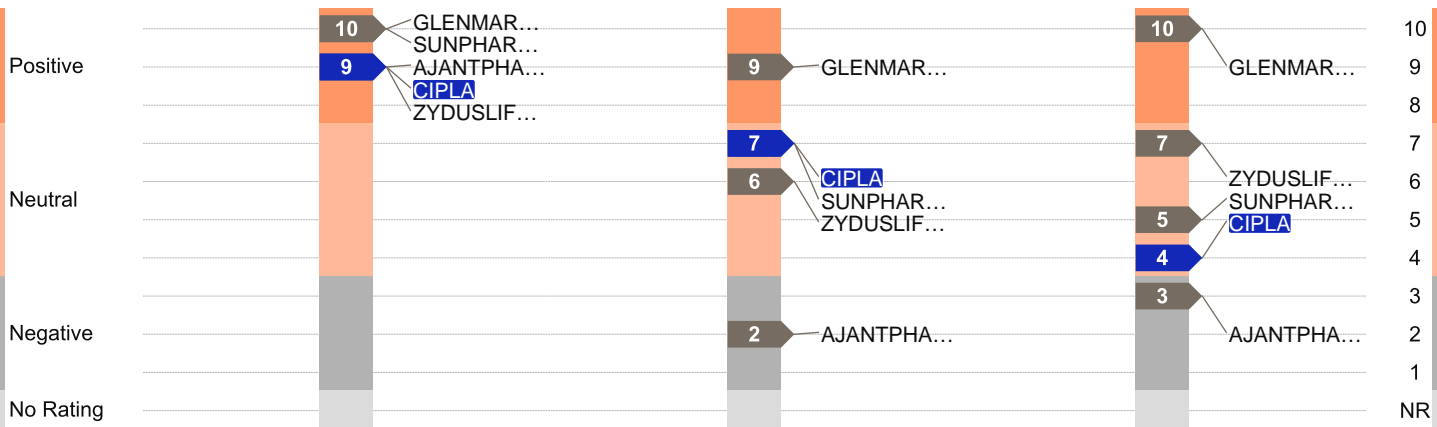 Positive
Neutral
Negative
No Rating
10
GLENMAR…
SUNPHAR…
9
AJANTPHA…
CIPLA
ZYDUSLIF…
9
GLENMAR…
7
CIPLA
SUNPHAR…
6
ZYDUSLIF…
2
AJANTPHA…
10
GLENMAR…
7
ZYDUSLIF…
5
SUNPHAR…
4
CIPLA
3
AJANTPHA…
10
9
8
7
6
5
4
3
2
1
NR